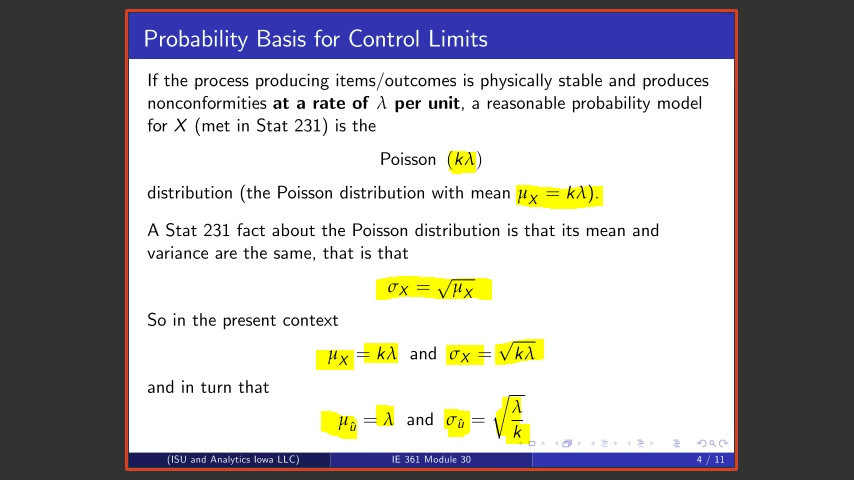 Probability Basis for Control Limits
If the process producing items/outcomes is physically stable and produces
nonconformities at a rate of λ per unit, a reasonable probability model
for X (met in Stat 231) is the
Poisson (kλ)
distribution (the Poisson distribution with mean μ_X = kλ).
A Stat 231 fact about the Poisson distribution is that its mean and
variance are the same, that is that
σ_X = √μ_X
So in the present context
μ_X = kλ and σ_X = √kλ
and in turn that
μ_û = λ and σ_û = √(λ/k)
(ISU and Analytics Iowa LLC) IE 361 Module 30 4 / 11